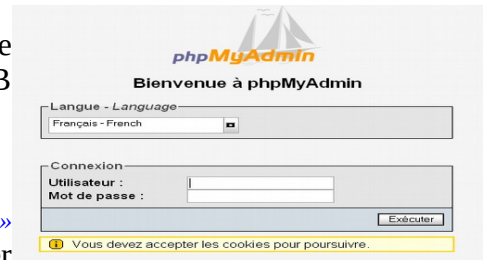 e
B
phpMyAdmin
Bienvenue à phpMyAdmin
Langue - Language
Français - French
Connexion
Utilisateur :
Mot de passe :
»
Exécuter
er
Vous devez accepter les cookies pour poursuivre.